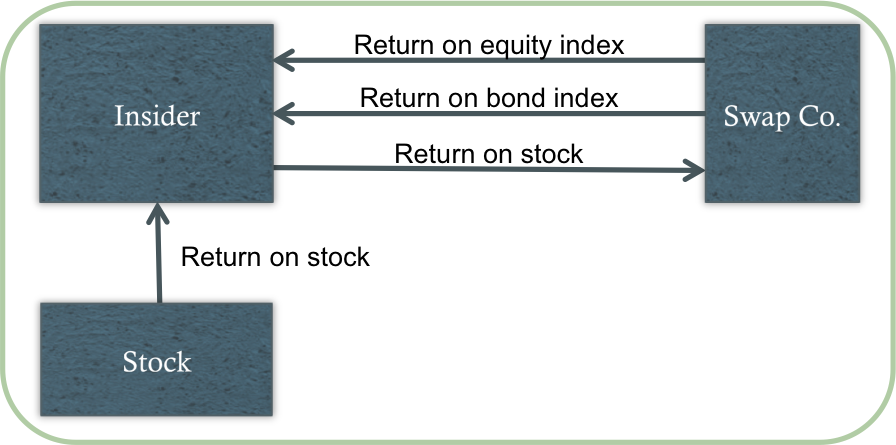 Return on equity index
Insider
Return on bond index
Swap Co.
Return on stock
Return on stock
Stock